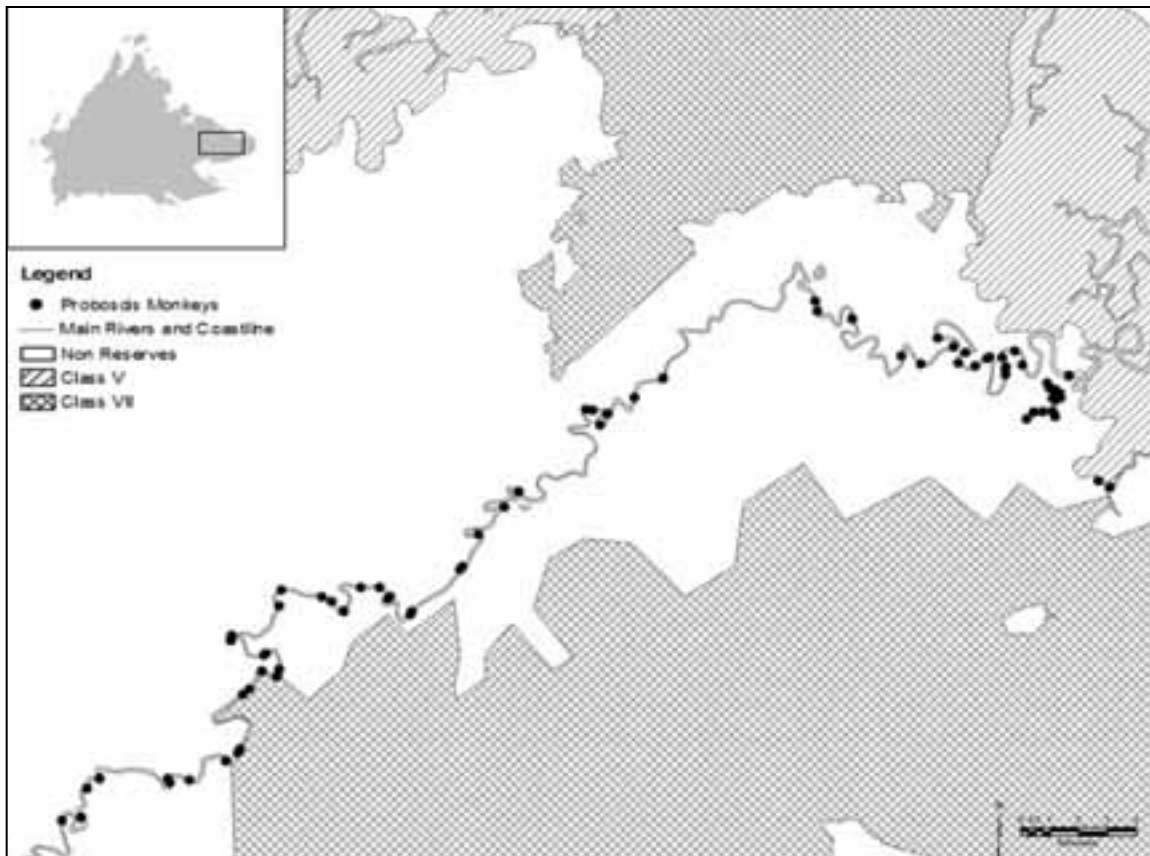 Legend
Proboscis Monkeys
Main Rivers and Coastline
Non Reserves
Class V
Class VII